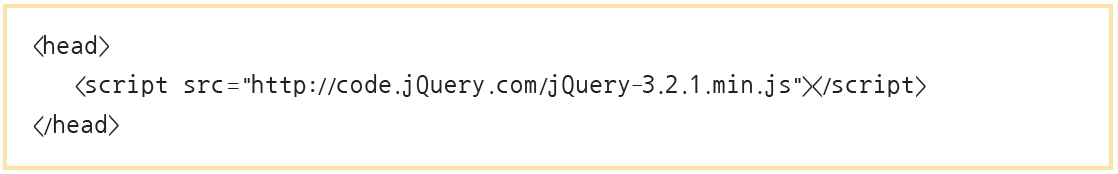 <head>
<script src="http://code.jQuery.com/jQuery-3.2.1.min.js"></script>
</head>